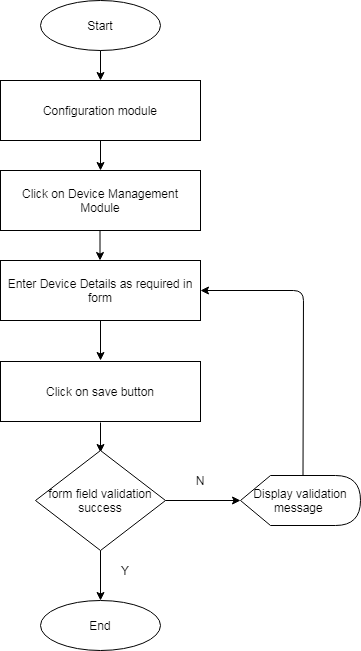 Start
Configuration module
Click on Device Management
Module
Enter Device Details as required in
form
Click on save button
form field validation
success
N
Display validation
message
Y
End